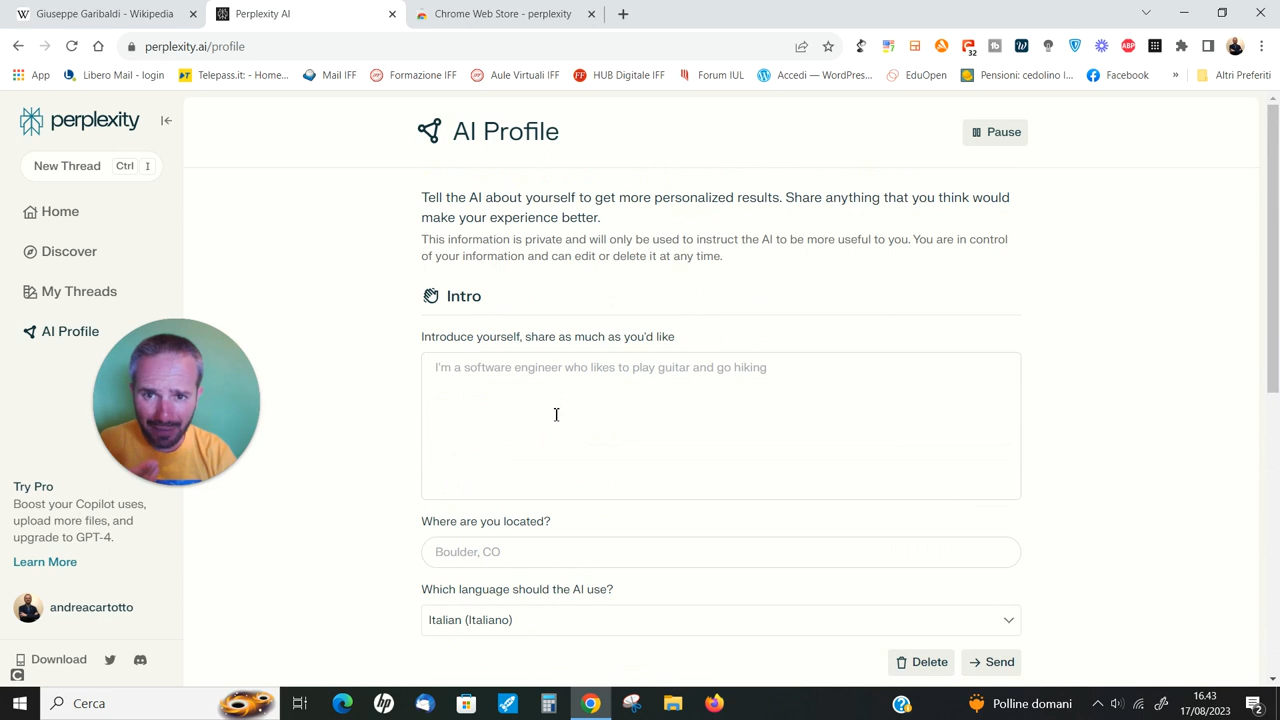 Giuseppe Garibaldi - Wikipedia
Perplexity AI
Chrome Web Store - perplexity
perplexity.ai/profile
32
ABP
App
Libero Mail - login
Telepass.it: - Home...
Mail IFF
Formazione IFF
Aule Virtuali IFF
HUB Digitale IFF
Forum IUL
Accedi — WordPres...
EduOpen
Pensioni: cedolino I...
Facebook
»
Altri Preferiti
perplexity
New Thread
Ctrl
I
Home
Discover
My Threads
AI Profile
Try Pro
Boost your Copilot uses,
upload more files, and
upgrade to GPT-4.
Learn More
andreacartotto
Download
AI Profile
Pause
Tell the AI about yourself to get more personalized results. Share anything that you think would
make your experience better.
This information is private and will only be used to instruct the AI to be more useful to you. You are in control
of your information and can edit or delete it at any time.
Intro
Introduce yourself, share as much as you'd like
I'm a software engineer who likes to play guitar and go hiking
Where are you located?
Boulder, CO
Which language should the AI use?
Italian (Italiano)
Delete
Send
Cerca
Polline domani
16.43
17/08/2023
2